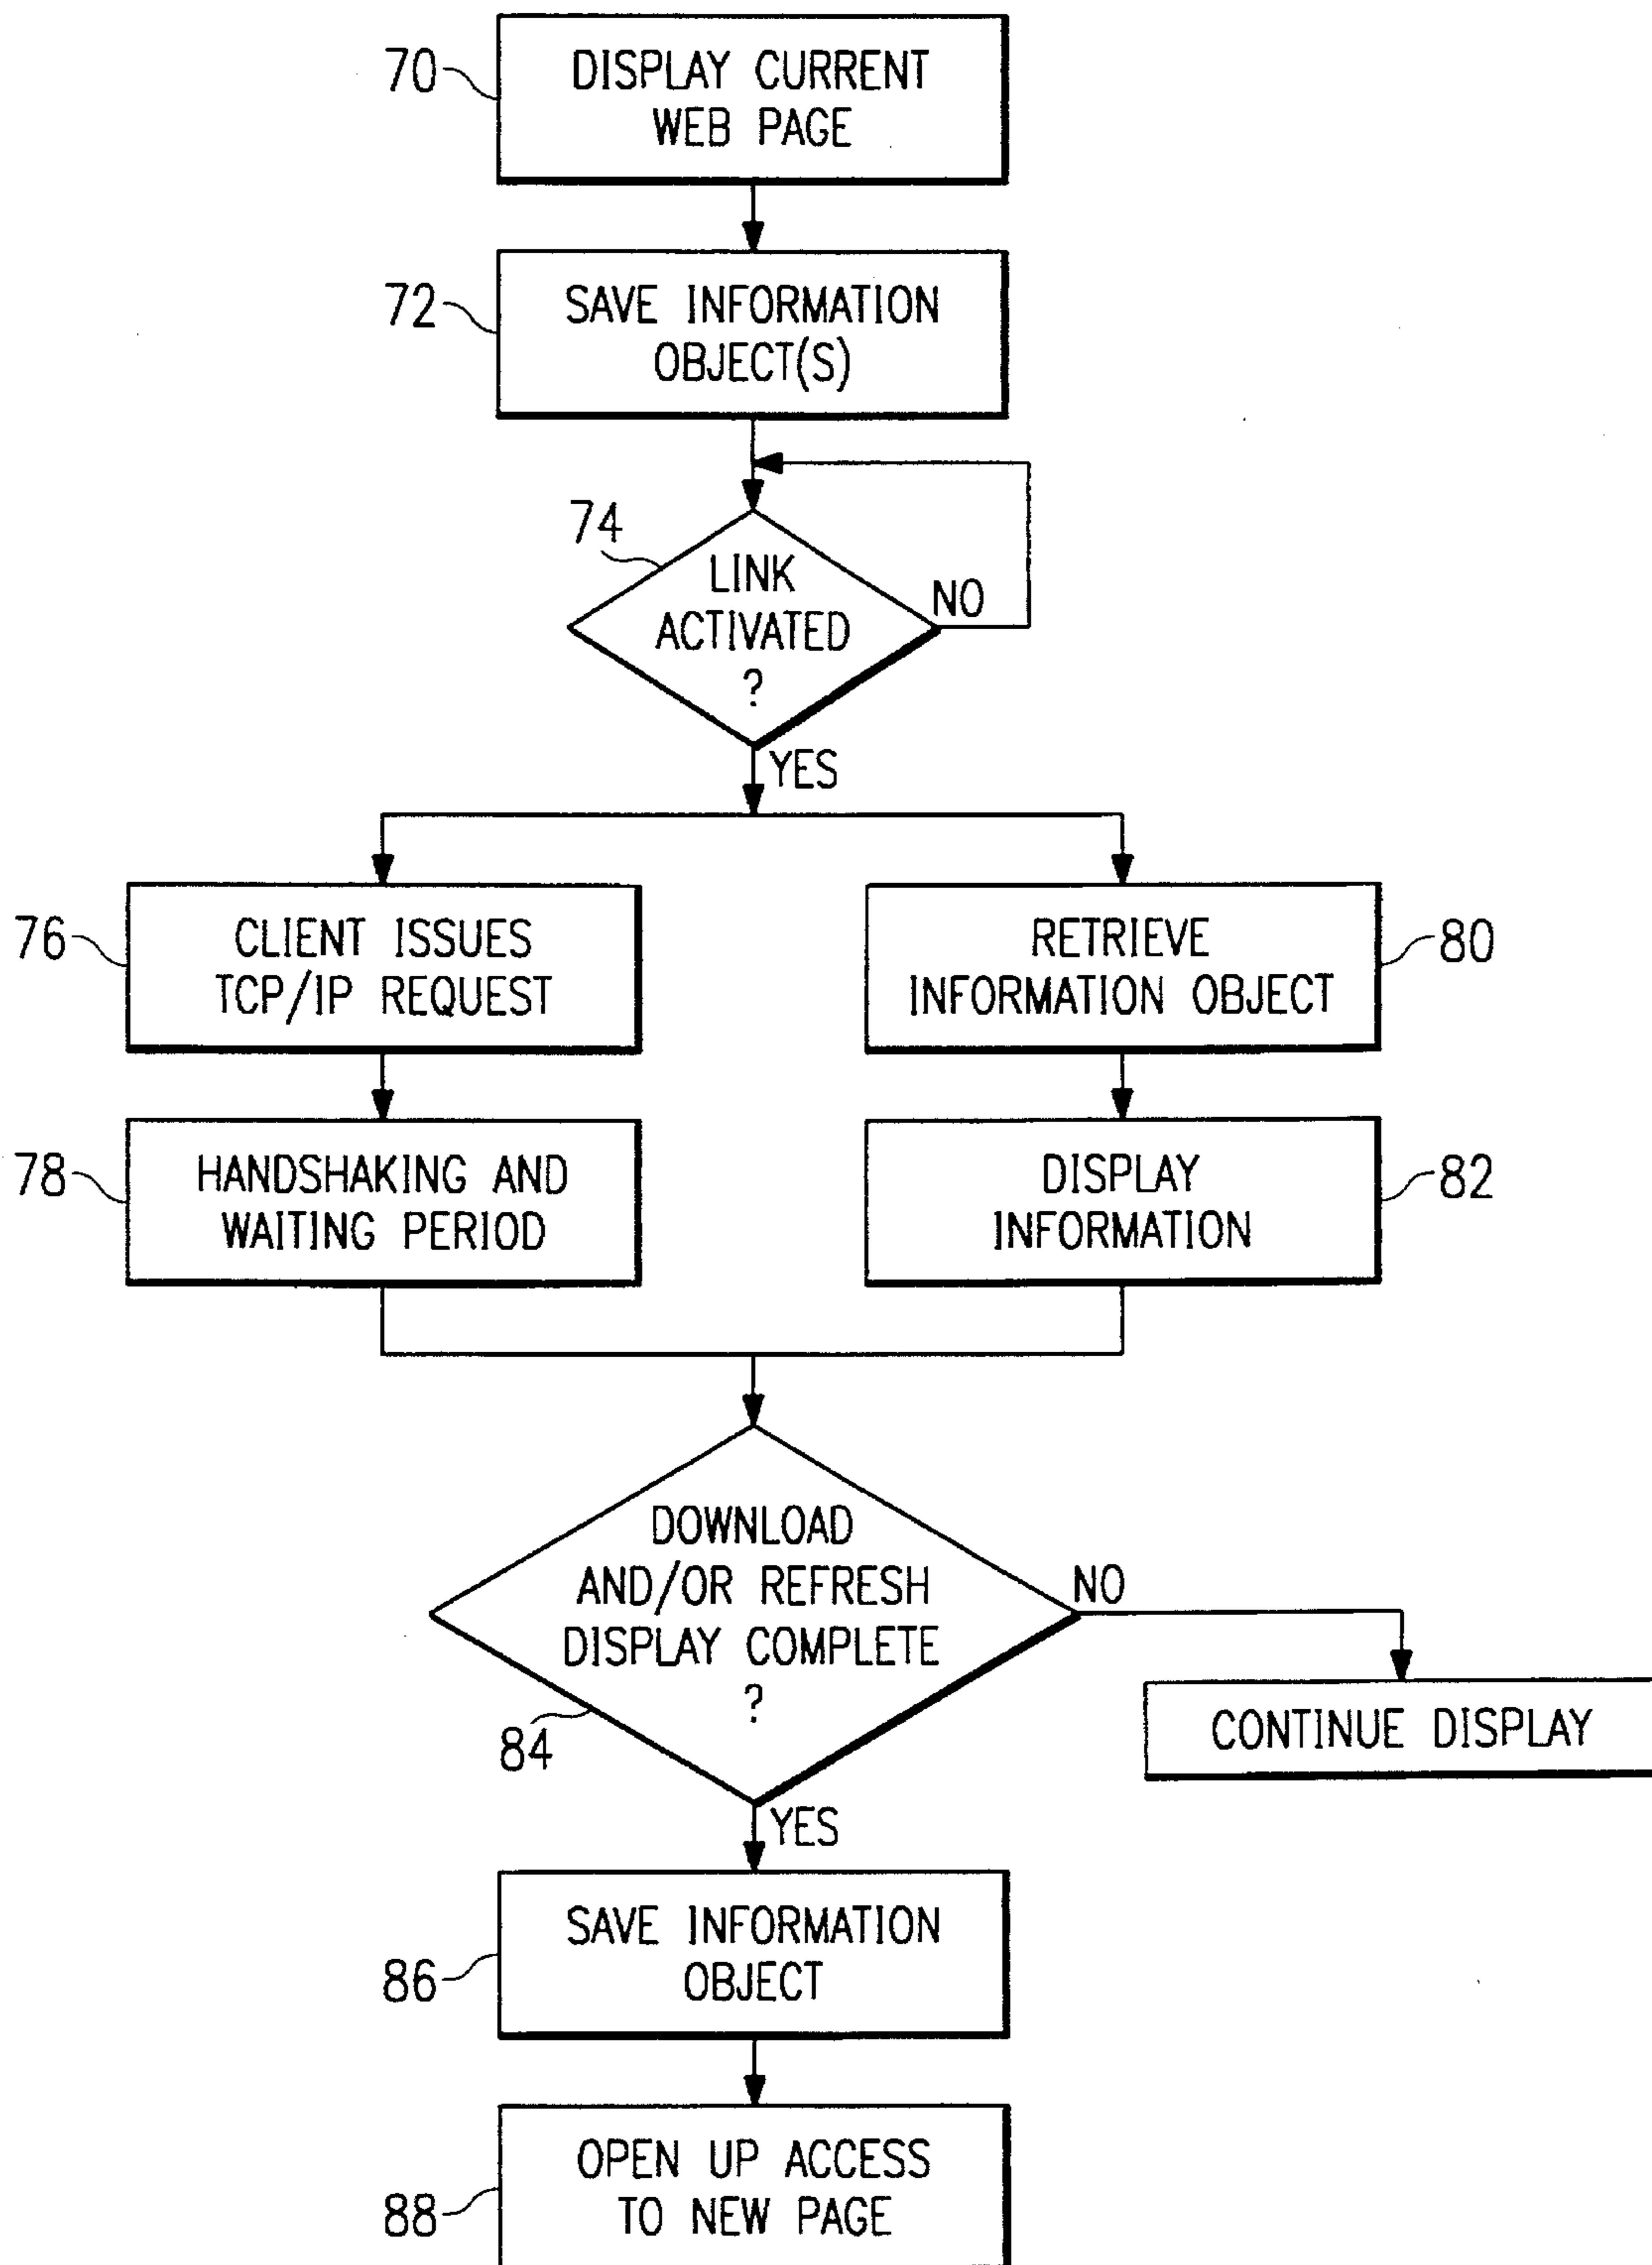 70
DISPLAY CURRENT
WEB PAGE
72
SAVE INFORMATION
OBJECT(S)
74
LINK
ACTIVATED
?
NO
YES
76
CLIENT ISSUES
TCP/IP REQUEST
RETRIEVE
INFORMATION OBJECT
80
78
HANDSHAKING AND
WAITING PERIOD
DISPLAY
INFORMATION
82
DOWNLOAD
AND/OR REFRESH
DISPLAY COMPLETE
?
NO
84
CONTINUE DISPLAY
YES
86
SAVE INFORMATION
OBJECT
88
OPEN UP ACCESS
TO NEW PAGE